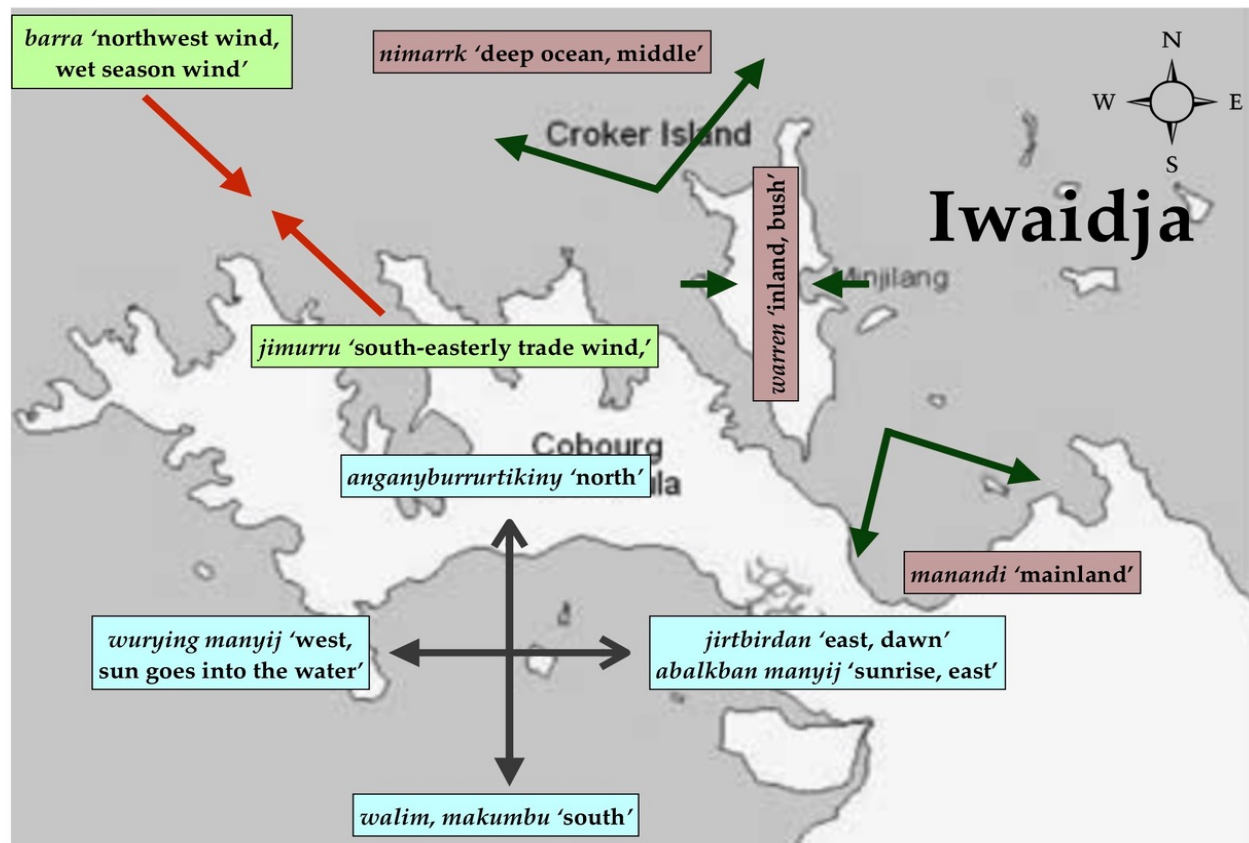 barra ‘northwest wind,
wet season wind’
nimarrk ‘deep ocean, middle’
N
W E
S
Croker Island
Iwaidja
warren ‘inland, bush’
Minjilang
jimurru ‘south-easterly trade wind,’
Cobourg
anganyburrurtikiny ‘north’
manandi ‘mainland’
wurying manyij ‘west,
sun goes into the water’
jirtbirdan ‘east, dawn’
abalkban manyij ‘sunrise, east’
walim, makumbu ‘south’